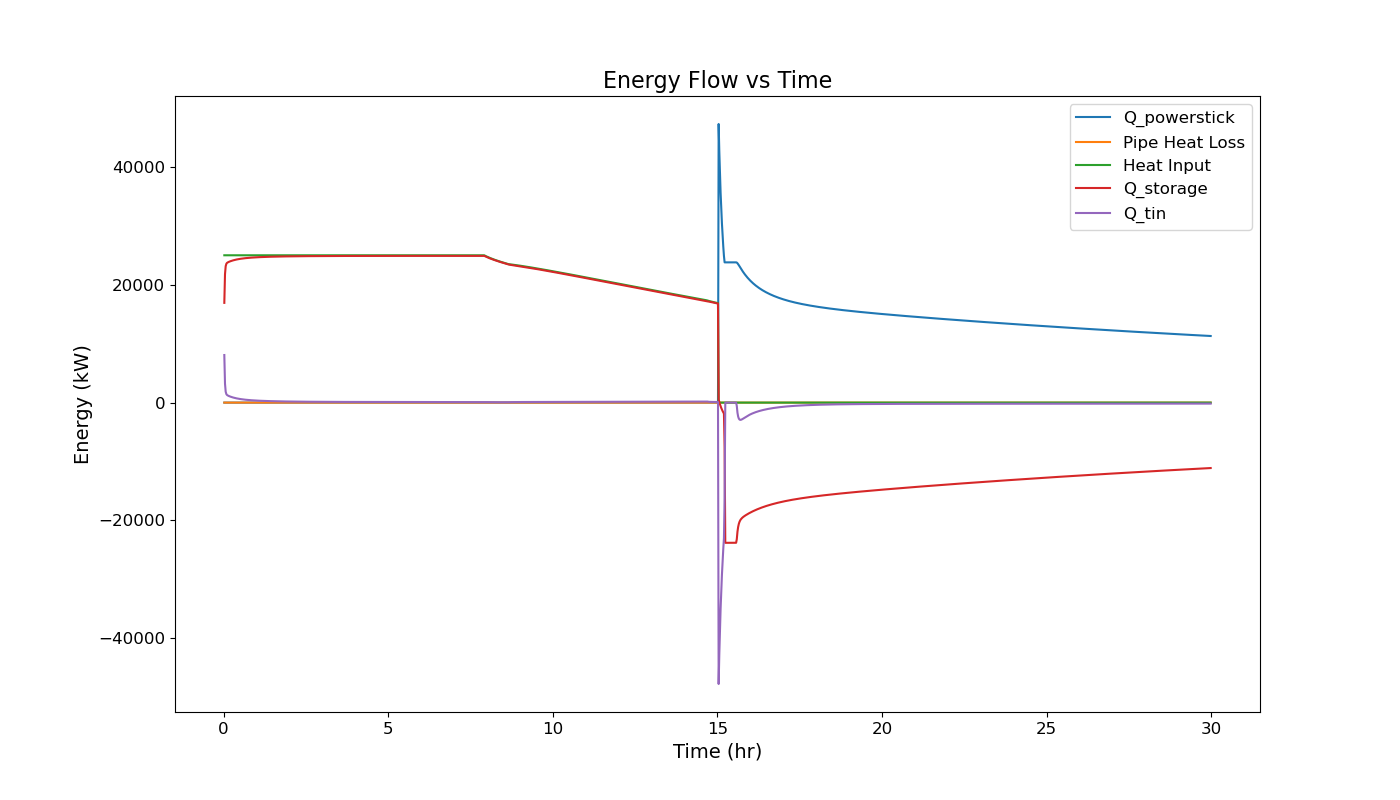 Energy Flow vs Time
Q_powerstick
Pipe Heat Loss
Heat Input
Q_storage
Q_tin
Energy (kW)
40000
20000
0
−20000
−40000
0 5 10 15 20 25 30
Time (hr)